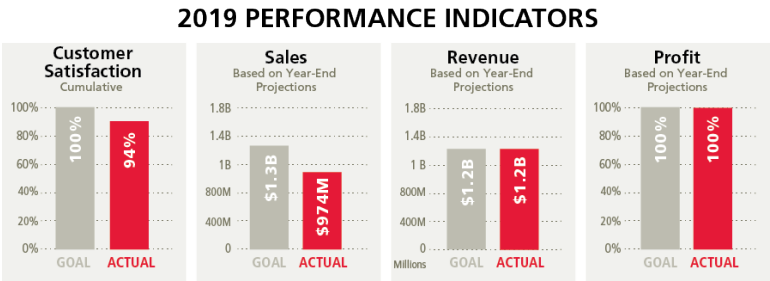 2019 PERFORMANCE INDICATORS
Customer
Satisfaction
Cumulative
100%
80%
60%
40%
20%
0%
100%
94%
GOAL ACTUAL
Sales
Based on Year-End
Projections
1.8B
1.4B
1B
800M
400M
0
$1.3B
$974M
GOAL ACTUAL
Revenue
Based on Year-End
Projections
1.8B
1.4B
1 B
800M
400M
0
Millions
$1.2B
$1.2B
GOAL ACTUAL
Profit
Based on Year-End
Projections
100%
80%
60%
40%
20%
0%
100%
100%
GOAL ACTUAL